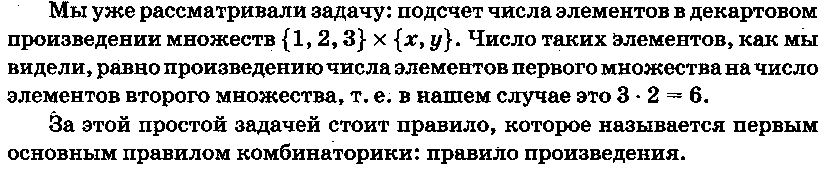 Мы уже рассматривали задачу: подсчет числа элементов в декартовом
произведении множеств {1, 2, 3} × {x, y}. Число таких элементов, как мы
видели, равно произведению числа элементов первого множества на число
элементов второго множества, т. е. в нашем случае это 3 · 2 = 6.
За этой простой задачей стоит правило, которое называется первым
основным правилом комбинаторики: правило произведения.